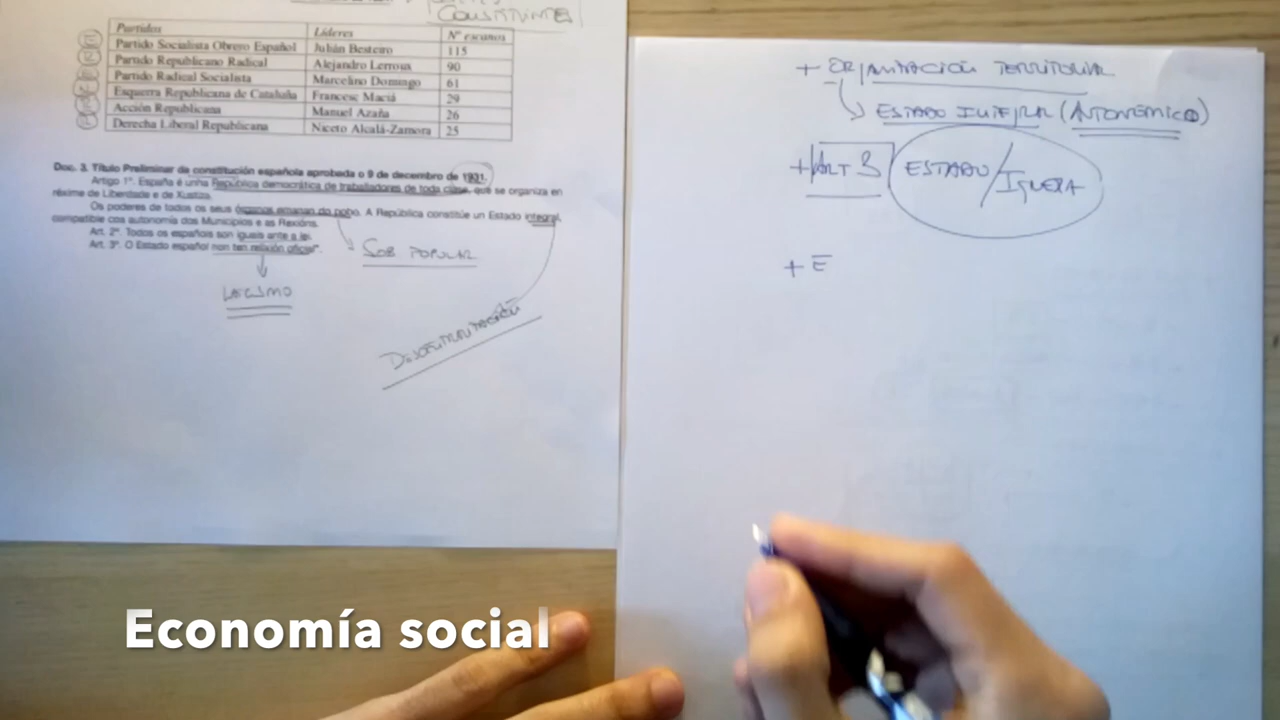 CONSTITUINTES
Partidos Líderes Nº escanos
E Partido Socialista Obrero Español Julián Besteiro 115
Partido Republicano Radical Alejandro Lerroux 90
Partido Radical Socialista Marcelino Domingo 61
Esquerra Republicana de Cataluña Francesc Maciá 29
Acción Republicana Manuel Azaña 26
Derecha Liberal Republicana Niceto Alcalá-Zamora 25
Doc. 3. Título Preliminar da constitución española aprobada o 9 de decembro de 1931.
Artigo 1º. España é unha República democrática de traballadores de toda clase, que se organiza en
réxime de Liberdade e de Xustiza.
Os poderes de todos os seus órganos emanan do pobo. A República constitúe un Estado integral,
compatible coa autonomía dos Municipios e as Rexións.
Art. 2º. Todos os españois son iguais ante a lei.
Art. 3º. O Estado español non ten relixión oficial".
SOB POPULAR
LAICISMO
+ ORGANIZACIÓN TERRITORIAL
ESTADO INTEGRAL (AUTONÓMICO)
+ ART 3 ESTADO/IGLESIA
+ E
Economía social